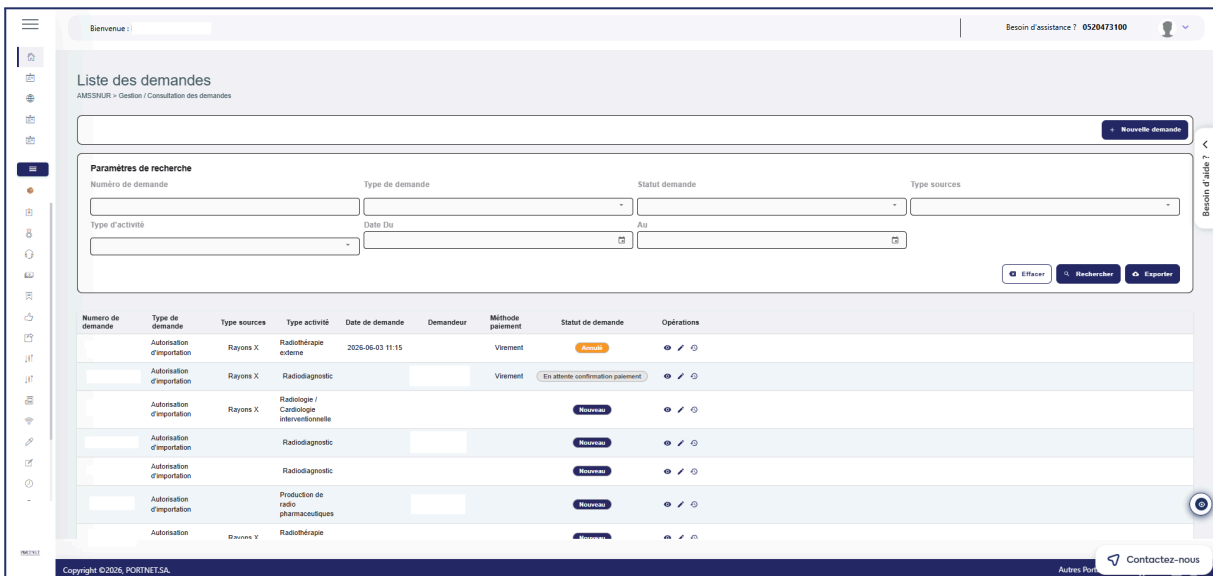 Bienvenue :
Besoin d'assistance ? 0520473100
Liste des demandes
AMSSNUR > Gestion / Consultation des demandes
+ Nouvelle demande
Besoin d'aide ?
Paramètres de recherche
Numéro de demande Type de demande Statut demande Type sources
Type d'activité Date Du Au
Effacer Rechercher Exporter
Numero de demande Type de demande Type sources Type activité Date de demande Demandeur Méthode paiement Statut de demande Opérations
Autorisation d'importation Rayons X Radiothérapie externe 2026-06-03 11:15 Virement Annulé
Autorisation d'importation Rayons X Radiodiagnostic Virement En attente confirmation paiement
Autorisation d'importation Rayons X Radiologie / Cardiologie interventionnelle Nouveau
Autorisation d'importation Radiodiagnostic Nouveau
Autorisation d'importation Radiodiagnostic Nouveau
Autorisation d'importation Production de radio pharmaceutiques Nouveau
Autorisation d'importation Rayons X Radiothérapie Nouveau
PORTNET
Copyright ©2026, PORTNET.SA.
Autres Port
Contactez-nous